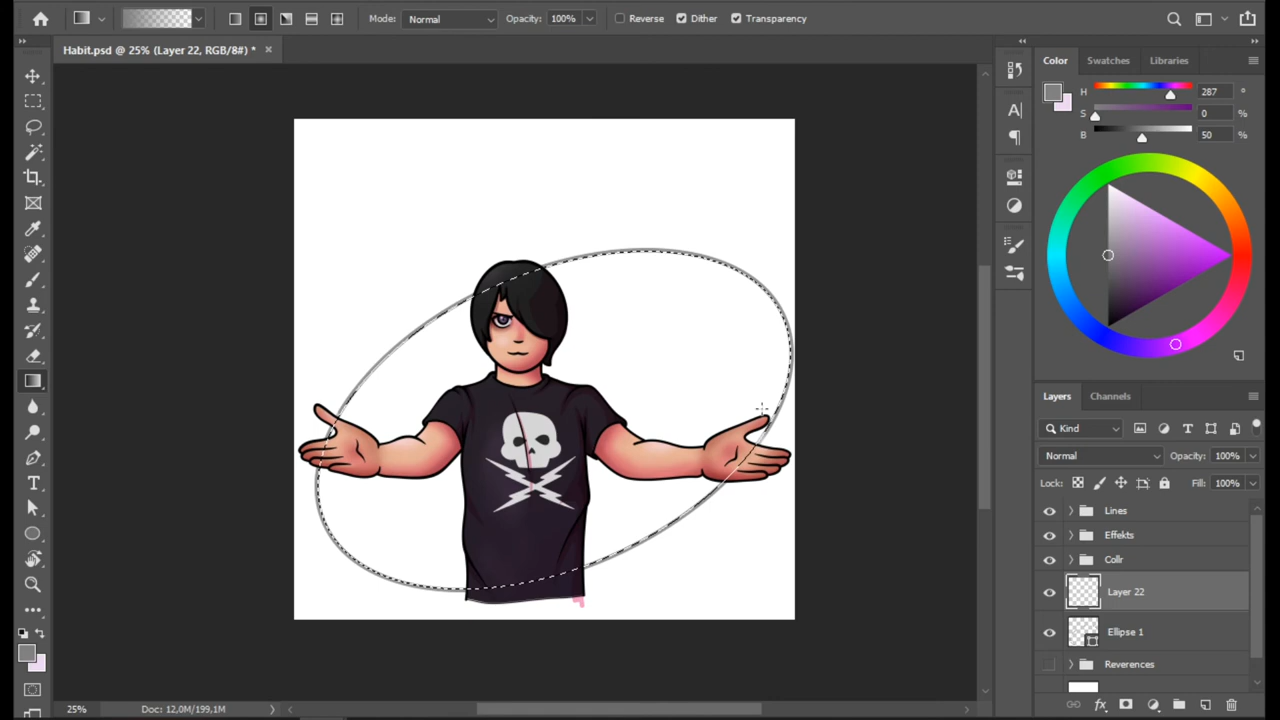 Mode: Normal Opacity: 100% Reverse Dither Transparency
Habit.psd @ 25% (Layer 22, RGB/8#) * ×
Color Swatches Libraries
H 287 °
S 0 %
B 50 %
Layers Channels
Kind
Normal Opacity: 100%
Lock: Fill: 100%
Lines
Effekts
Collr
Layer 22
Ellipse 1
Reverences
fx
25% Doc: 12,0M/199,1M